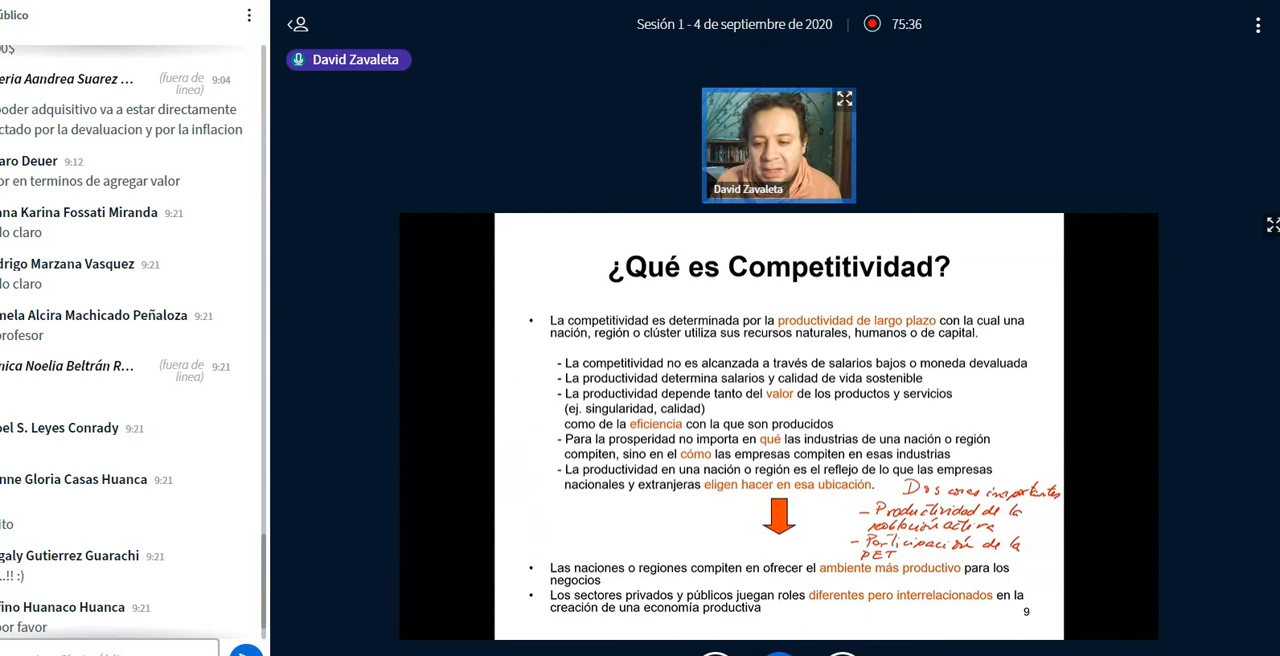 úblico
00$
ería Aandrea Suarez ... (fuera de linea) 9:04
poder adquisitivo va a estar directamente
ctado por la devaluacion y por la inflacion
aro Deuer 9:12
or en terminos de agregar valor
ana Karina Fossati Miranda 9:21
do claro
drigo Marzana Vasquez 9:21
do claro
mela Alcira Machicado Peñaloza 9:21
profesor
nica Noelia Beltrán R... (fuera de linea) 9:21
oel S. Leyes Conrady 9:21
nne Gloria Casas Huanca 9:21
ito
galy Gutierrez Guarachi 9:21
..!! :)
fino Huanaco Huanca 9:21
por favor
Sesión 1 - 4 de septiembre de 2020 | 75:36
David Zavaleta
David Zavaleta
¿Qué es Competitividad?
• La competitividad es determinada por la productividad de largo plazo con la cual una
nación, región o clúster utiliza sus recursos naturales, humanos o de capital.
- La competitividad no es alcanzada a través de salarios bajos o moneda devaluada
- La productividad determina salarios y calidad de vida sostenible
- La productividad depende tanto del valor de los productos y servicios
(ej. singularidad, calidad)
como de la eficiencia con la que son producidos
- Para la prosperidad no importa en qué las industrias de una nación o región
compiten, sino en el cómo las empresas compiten en esas industrias
- La productividad en una nación o región es el reflejo de lo que las empresas
nacionales y extranjeras eligen hacer en esa ubicación.
Dos cosas importantes
- Productividad de la
población activa
- Participación de la
PET
• Las naciones o regiones compiten en ofrecer el ambiente más productivo para los
negocios
• Los sectores privados y públicos juegan roles diferentes pero interrelacionados en la
creación de una economía productiva
9